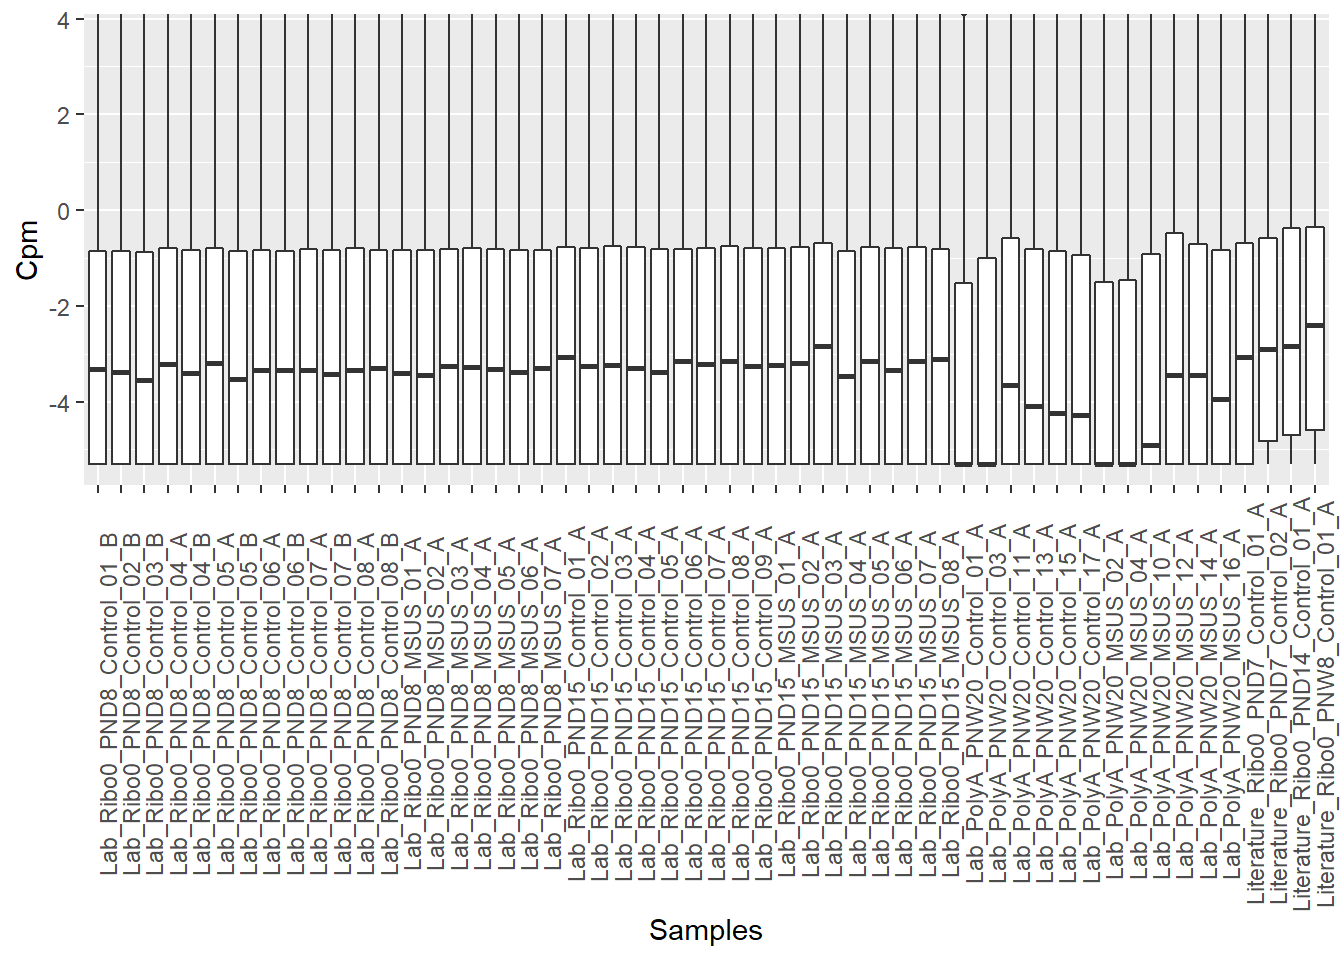 4
2
0
-2
-4
Cpm
Lab_Ribo0_PND8_Control_01_B
Lab_Ribo0_PND8_Control_02_B
Lab_Ribo0_PND8_Control_03_B
Lab_Ribo0_PND8_Control_04_A
Lab_Ribo0_PND8_Control_04_B
Lab_Ribo0_PND8_Control_05_A
Lab_Ribo0_PND8_Control_05_B
Lab_Ribo0_PND8_Control_06_A
Lab_Ribo0_PND8_Control_06_B
Lab_Ribo0_PND8_Control_07_A
Lab_Ribo0_PND8_Control_07_B
Lab_Ribo0_PND8_Control_08_A
Lab_Ribo0_PND8_Control_08_B
Lab_Ribo0_PND8_MSUS_01_A
Lab_Ribo0_PND8_MSUS_02_A
Lab_Ribo0_PND8_MSUS_03_A
Lab_Ribo0_PND8_MSUS_04_A
Lab_Ribo0_PND8_MSUS_05_A
Lab_Ribo0_PND8_MSUS_06_A
Lab_Ribo0_PND8_MSUS_07_A
Lab_Ribo0_PND15_Control_01_A
Lab_Ribo0_PND15_Control_02_A
Lab_Ribo0_PND15_Control_03_A
Lab_Ribo0_PND15_Control_04_A
Lab_Ribo0_PND15_Control_05_A
Lab_Ribo0_PND15_Control_06_A
Lab_Ribo0_PND15_Control_07_A
Lab_Ribo0_PND15_Control_08_A
Lab_Ribo0_PND15_Control_09_A
Lab_Ribo0_PND15_MSUS_01_A
Lab_Ribo0_PND15_MSUS_02_A
Lab_Ribo0_PND15_MSUS_03_A
Lab_Ribo0_PND15_MSUS_04_A
Lab_Ribo0_PND15_MSUS_05_A
Lab_Ribo0_PND15_MSUS_06_A
Lab_Ribo0_PND15_MSUS_07_A
Lab_Ribo0_PND15_MSUS_08_A
Lab_PolyA_PNW20_Control_01_A
Lab_PolyA_PNW20_Control_03_A
Lab_PolyA_PNW20_Control_11_A
Lab_PolyA_PNW20_Control_13_A
Lab_PolyA_PNW20_Control_15_A
Lab_PolyA_PNW20_Control_17_A
Lab_PolyA_PNW20_MSUS_02_A
Lab_PolyA_PNW20_MSUS_04_A
Lab_PolyA_PNW20_MSUS_10_A
Lab_PolyA_PNW20_MSUS_12_A
Lab_PolyA_PNW20_MSUS_14_A
Lab_PolyA_PNW20_MSUS_16_A
Literature_Ribo0_PND7_Control_01_A
Literature_Ribo0_PND7_Control_02_A
Literature_Ribo0_PND14_Control_01_A
Literature_Ribo0_PNW8_Control_01_A
Samples